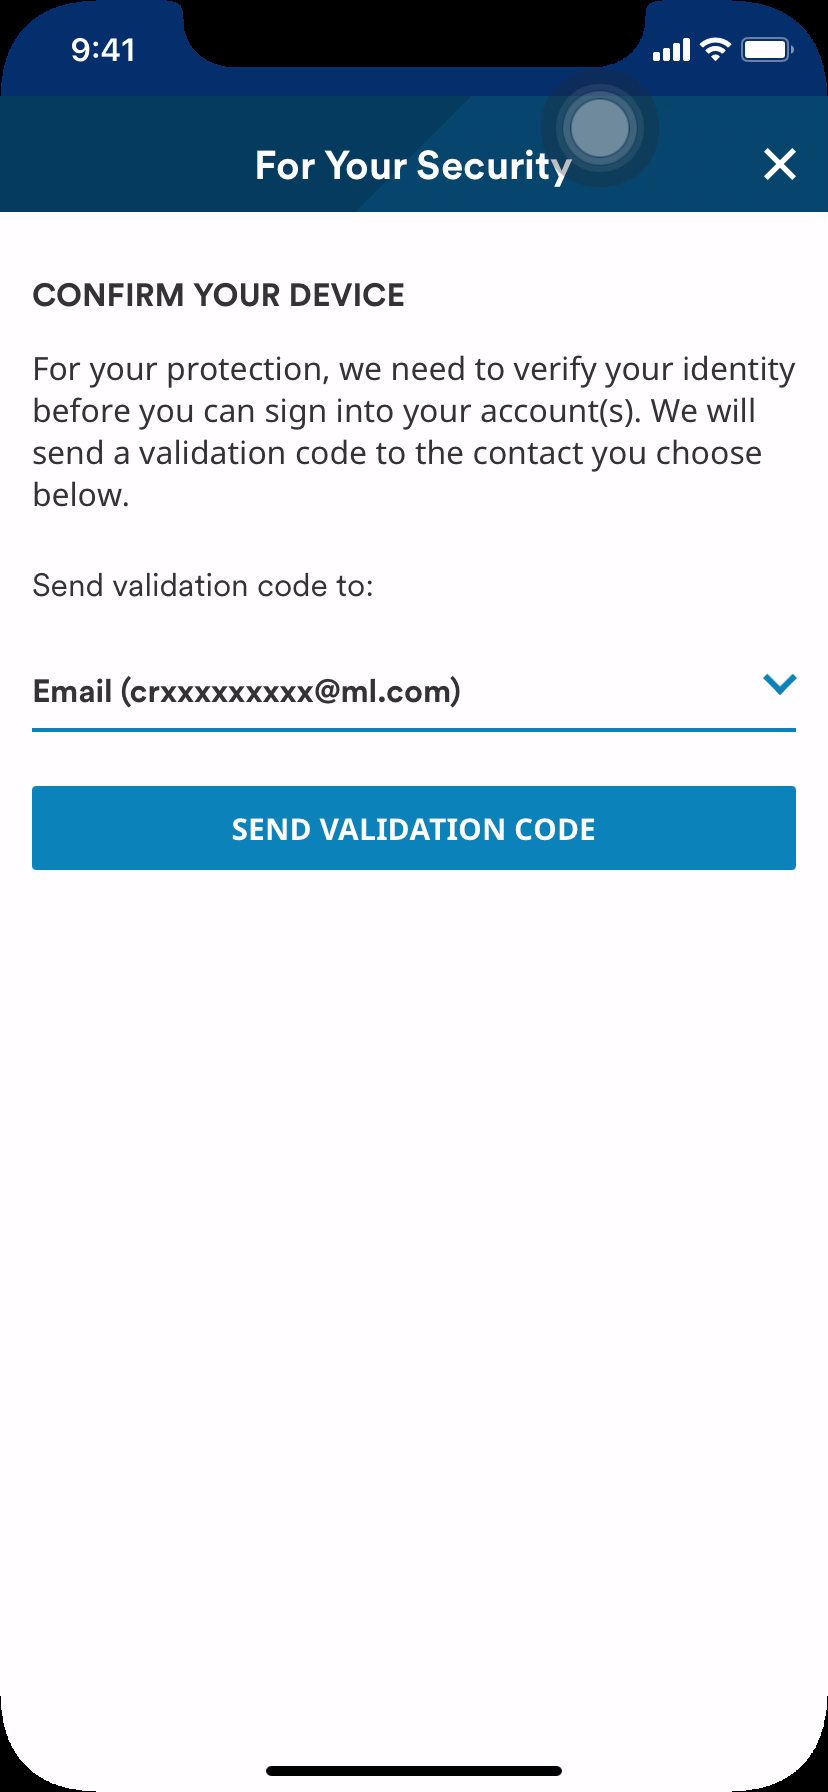 9:41
For Your Security
CONFIRM YOUR DEVICE
For your protection, we need to verify your identity
before you can sign into your account(s). We will
send a validation code to the contact you choose
below.
Send validation code to:
Email (crxxxxxxxxxx@ml.com)
SEND VALIDATION CODE